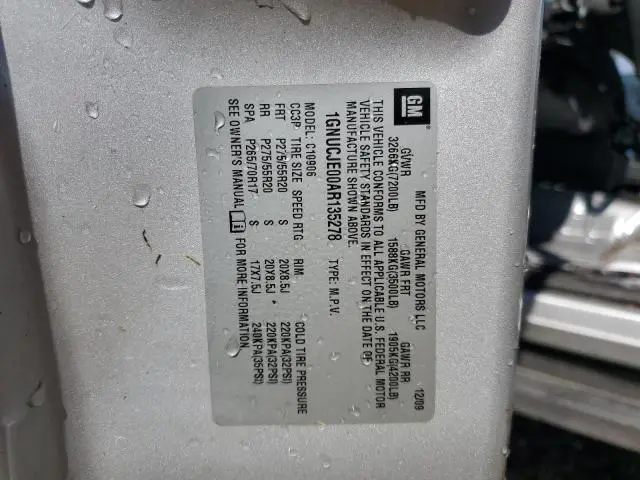 GM ®
MFD BY GENERAL MOTORS LLC 12/09
GVWR GAWR FRT GAWR RR
3266KG(7200LB) 1588KG(3600LB) 1905KG(4200LB)
THIS VEHICLE CONFORMS TO ALL APPLICABLE U.S. FEDERAL MOTOR
VEHICLE SAFETY STANDARDS IN EFFECT ON THE DATE OF
MANUFACTURE SHOWN ABOVE.
1GNUCJE00AR135278 TYPE: M.P.V.
MODEL: C10906
CC3P TIRE SIZE SPEED RTG RIM COLD TIRE PRESSURE
FRT P275/55R20 S 20X8.5J 220KPA(32PSI)
RR P275/55R20 S 20X8.5J 220KPA(32PSI)
SPA P265/70R17 S 17X7.5J 240KPA(35PSI)
SEE OWNER'S MANUAL FOR MORE INFORMATION.